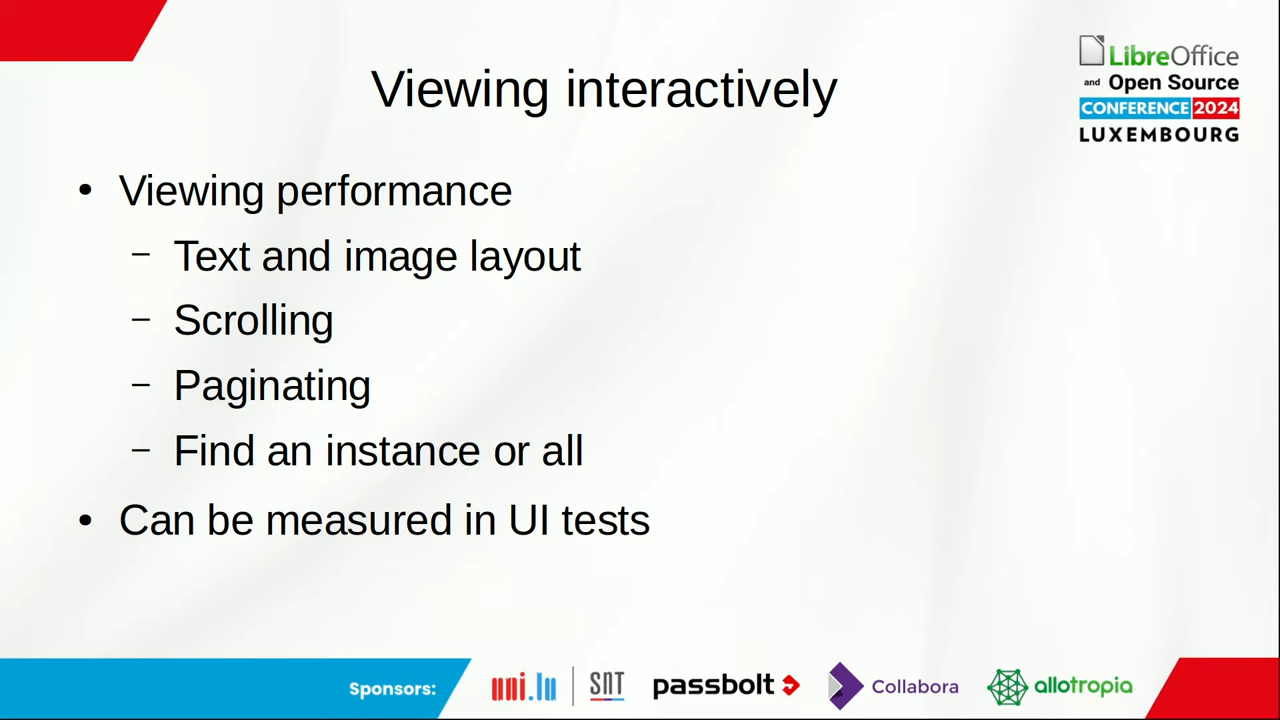 LibreOffice
and Open Source
CONFERENCE 2024
LUXEMBOURG
Viewing interactively
• Viewing performance
– Text and image layout
– Scrolling
– Paginating
– Find an instance or all
• Can be measured in UI tests
Sponsors: uni.lu SNT passbolt Collabora allotropia